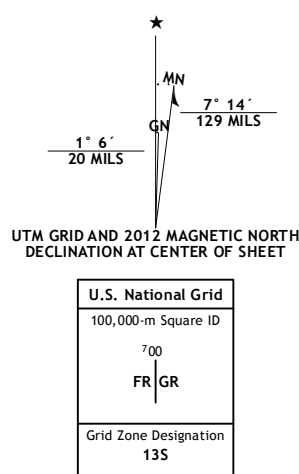 ★
MN
7° 14´
129 MILS
GN
1° 6´
20 MILS
UTM GRID AND 2012 MAGNETIC NORTH
DECLINATION AT CENTER OF SHEET
U.S. National Grid
100,000-m Square ID
⁷00
FR GR
Grid Zone Designation
13S